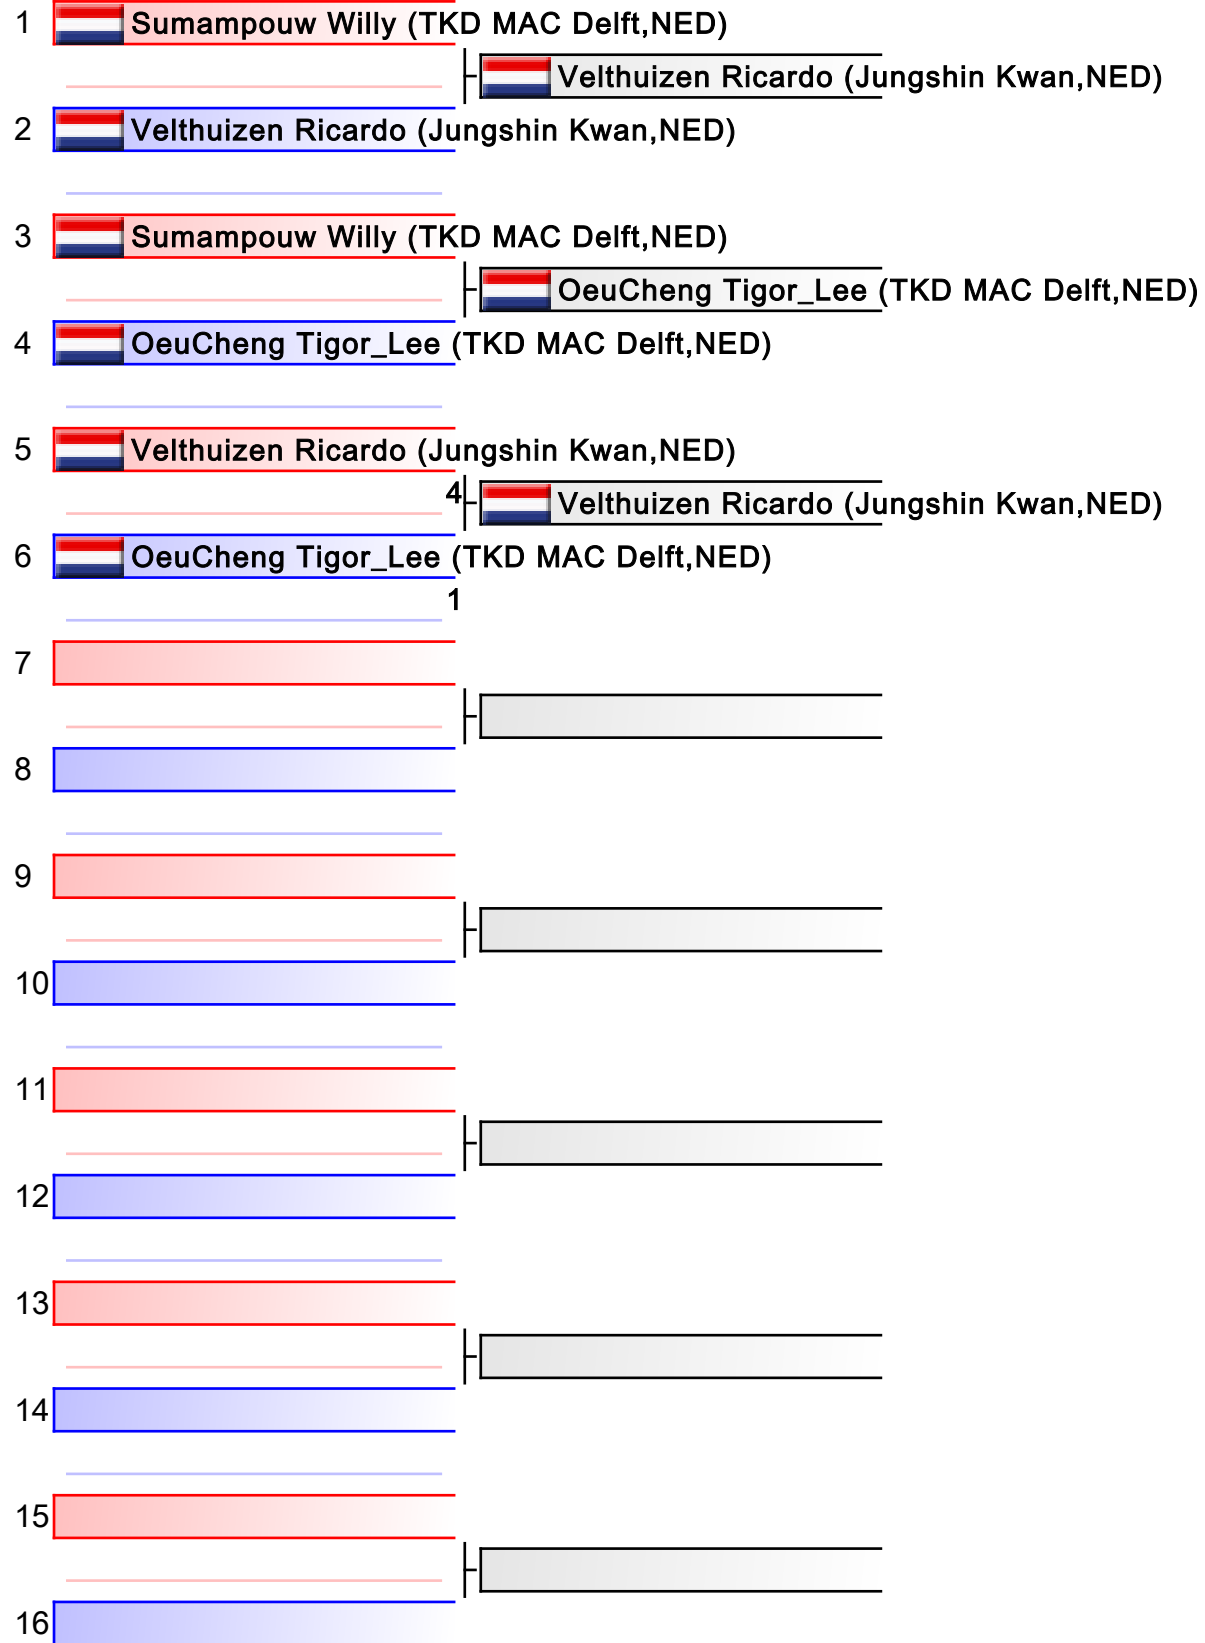 1 Sumampouw Willy (TKD MAC Delft,NED)
Velthuizen Ricardo (Jungshin Kwan,NED)
2 Velthuizen Ricardo (Jungshin Kwan,NED)
3 Sumampouw Willy (TKD MAC Delft,NED)
OeuCheng Tigor_Lee (TKD MAC Delft,NED)
4 OeuCheng Tigor_Lee (TKD MAC Delft,NED)
5 Velthuizen Ricardo (Jungshin Kwan,NED)
4 Velthuizen Ricardo (Jungshin Kwan,NED)
6 OeuCheng Tigor_Lee (TKD MAC Delft,NED)
1
7
8
9
10
11
12
13
14
15
16